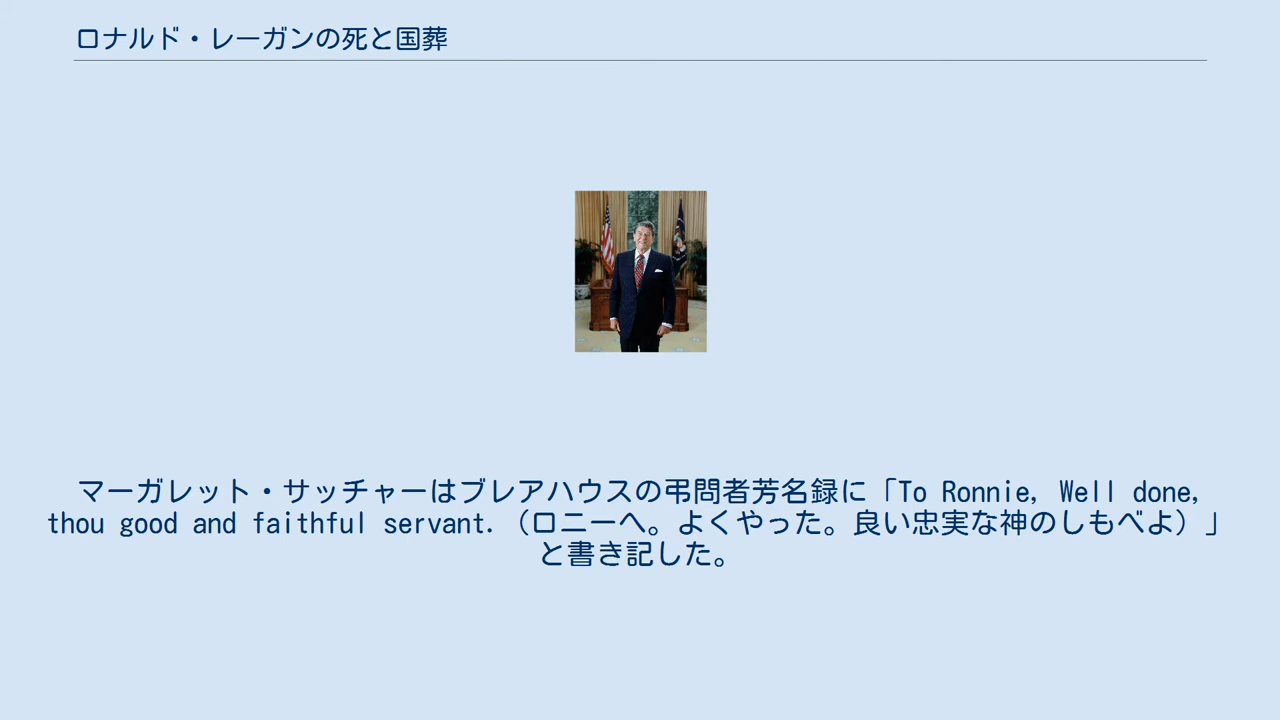 ロナルド・レーガンの死と国葬
マーガレット・サッチャーはブレアハウスの弔問者芳名録に「To Ronnie, Well done,
thou good and faithful servant.（ロニーへ。よくやった。良い忠実な神のしもべよ）」
と書き記した。